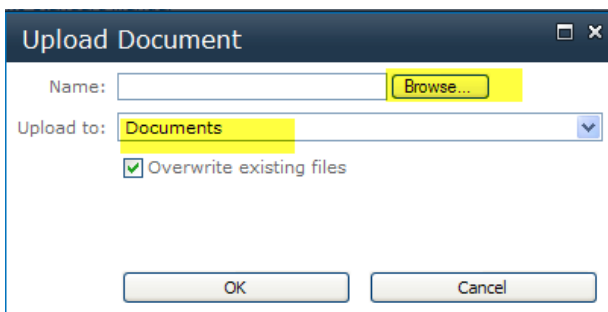 Upload Document
Name: Browse...
Upload to: Documents
Overwrite existing files
OK Cancel